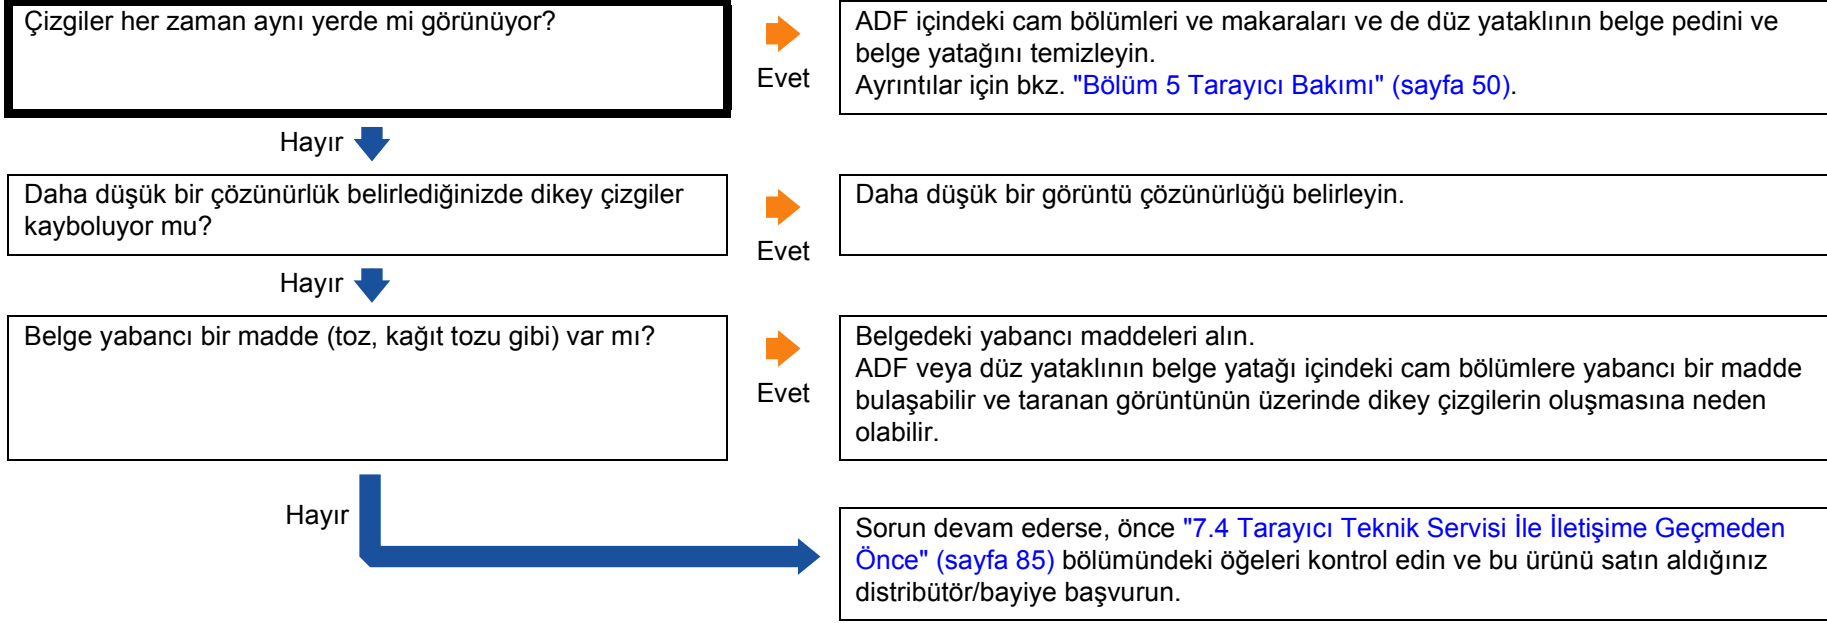 Çizgiler her zaman aynı yerde mi görünüyor?
Evet
ADF içindeki cam bölümleri ve makaraları ve de düz yataklının belge pedini ve
belge yatağını temizleyin.
Ayrıntılar için bkz. "Bölüm 5 Tarayıcı Bakımı" (sayfa 50).
Hayır
Daha düşük bir çözünürlük belirlediğinizde dikey çizgiler
kayboluyor mu?
Evet
Daha düşük bir görüntü çözünürlüğü belirleyin.
Hayır
Belge yabancı bir madde (toz, kağıt tozu gibi) var mı?
Evet
Belgedeki yabancı maddeleri alın.
ADF veya düz yataklının belge yatağı içindeki cam bölümlere yabancı bir madde
bulaşabilir ve taranan görüntünün üzerinde dikey çizgilerin oluşmasına neden
olabilir.
Hayır
Sorun devam ederse, önce "7.4 Tarayıcı Teknik Servisi İle İletişime Geçmeden
Önce" (sayfa 85) bölümündeki öğeleri kontrol edin ve bu ürünü satın aldığınız
distribütör/bayiye başvurun.